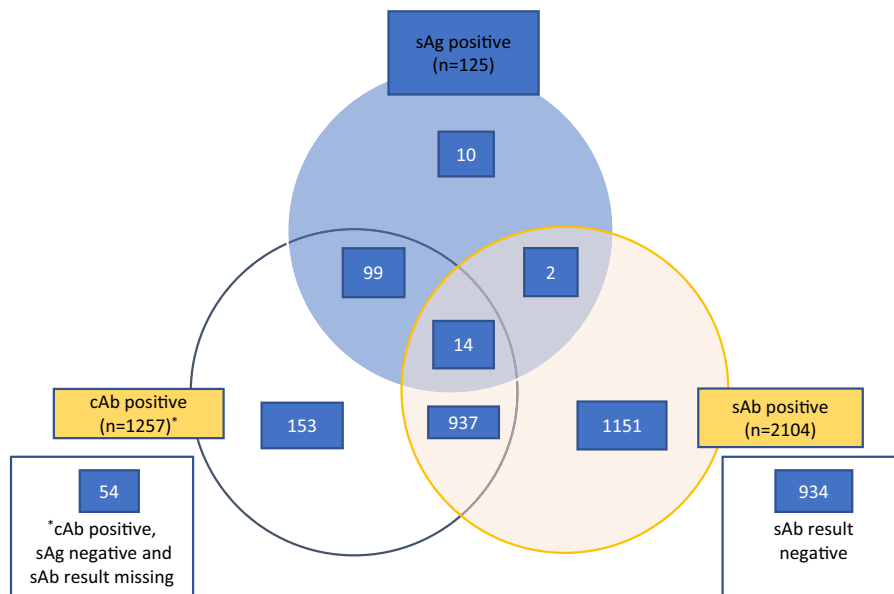 sAg positive
(n=125)
10
99
2
14
cAb positive
(n=1257)*
153
937
1151
sAb positive
(n=2104)
54
*cAb positive,
sAg negative and
sAb result missing
934
sAb result
negative